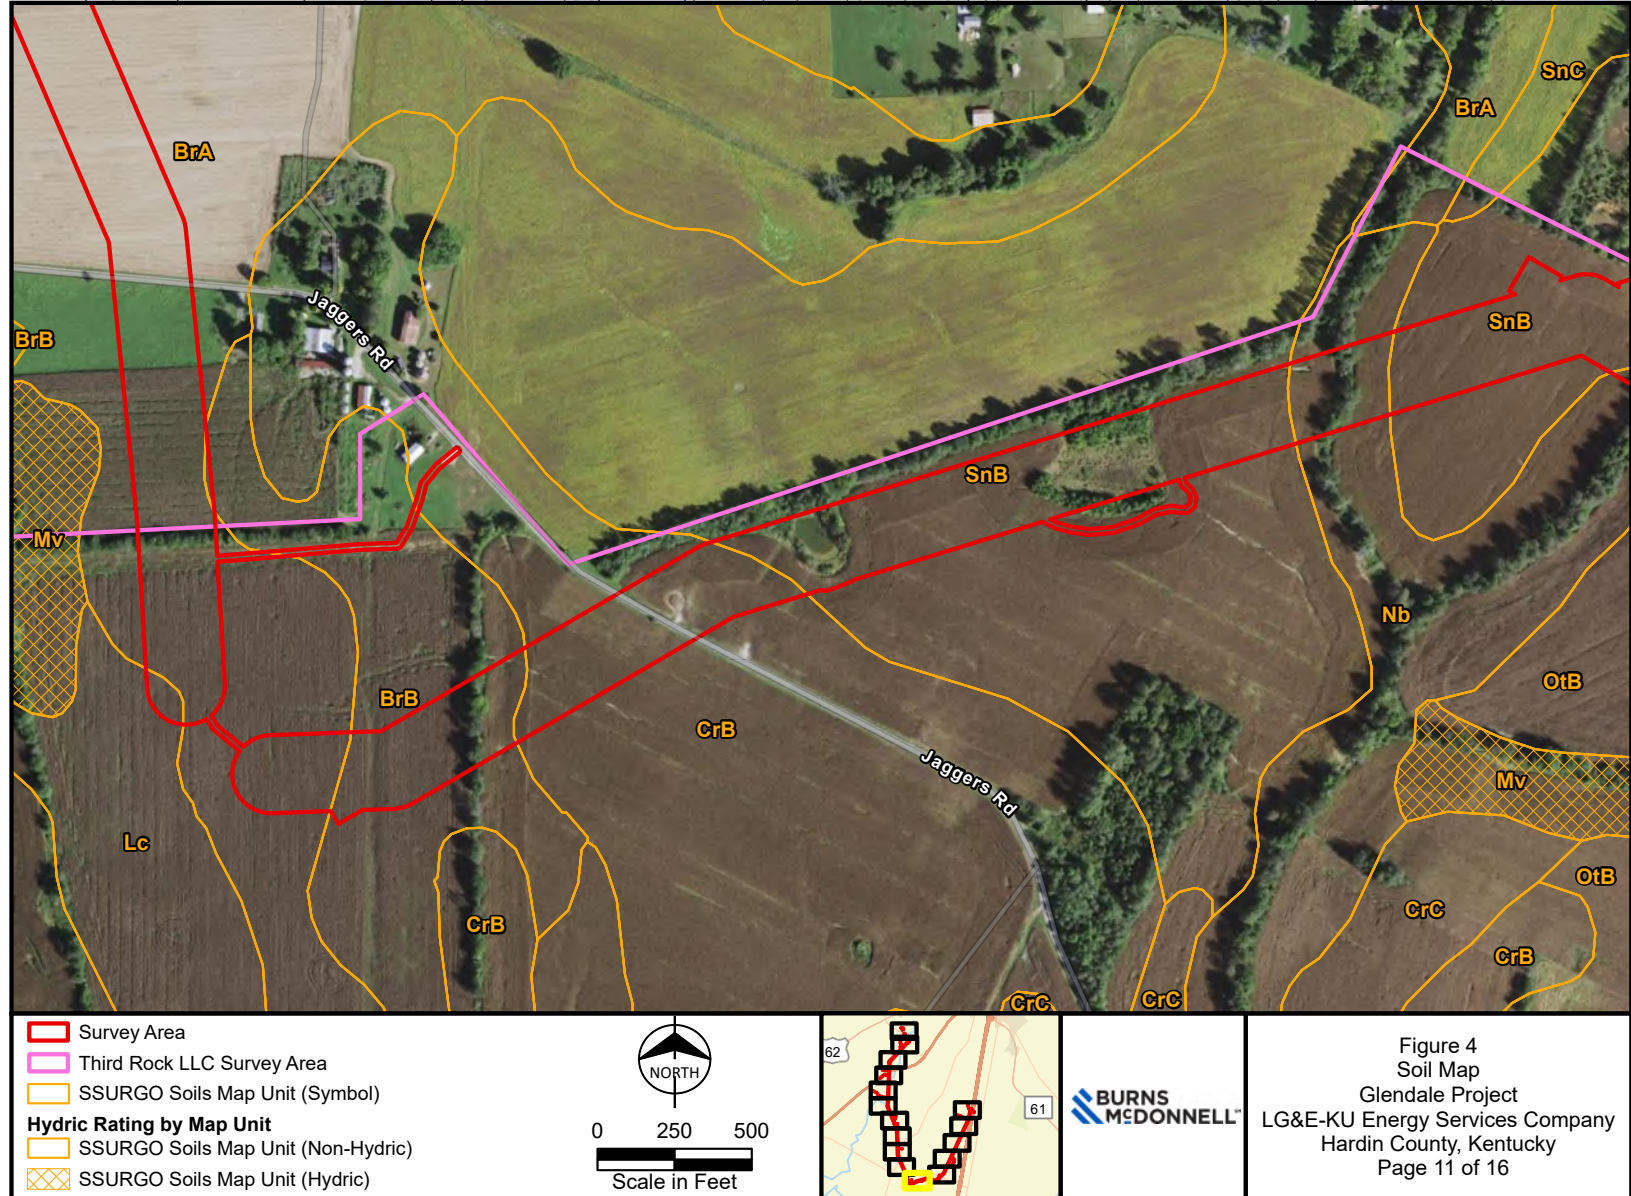 SnC
BrA
BrA
Jaggers Rd
SnB
BrB
SnB
Mv
Nb
OtB
BrB
CrB
Jaggers Rd
Mv
Lc
OtB
CrC
CrB
CrB
CrC
CrC
Survey Area
Third Rock LLC Survey Area
SSURGO Soils Map Unit (Symbol)
Hydric Rating by Map Unit
SSURGO Soils Map Unit (Non-Hydric)
SSURGO Soils Map Unit (Hydric)
NORTH
0 250 500
Scale in Feet
62
61
BURNS
McDONNELL
Figure 4
Soil Map
Glendale Project
LG&E-KU Energy Services Company
Hardin County, Kentucky
Page 11 of 16